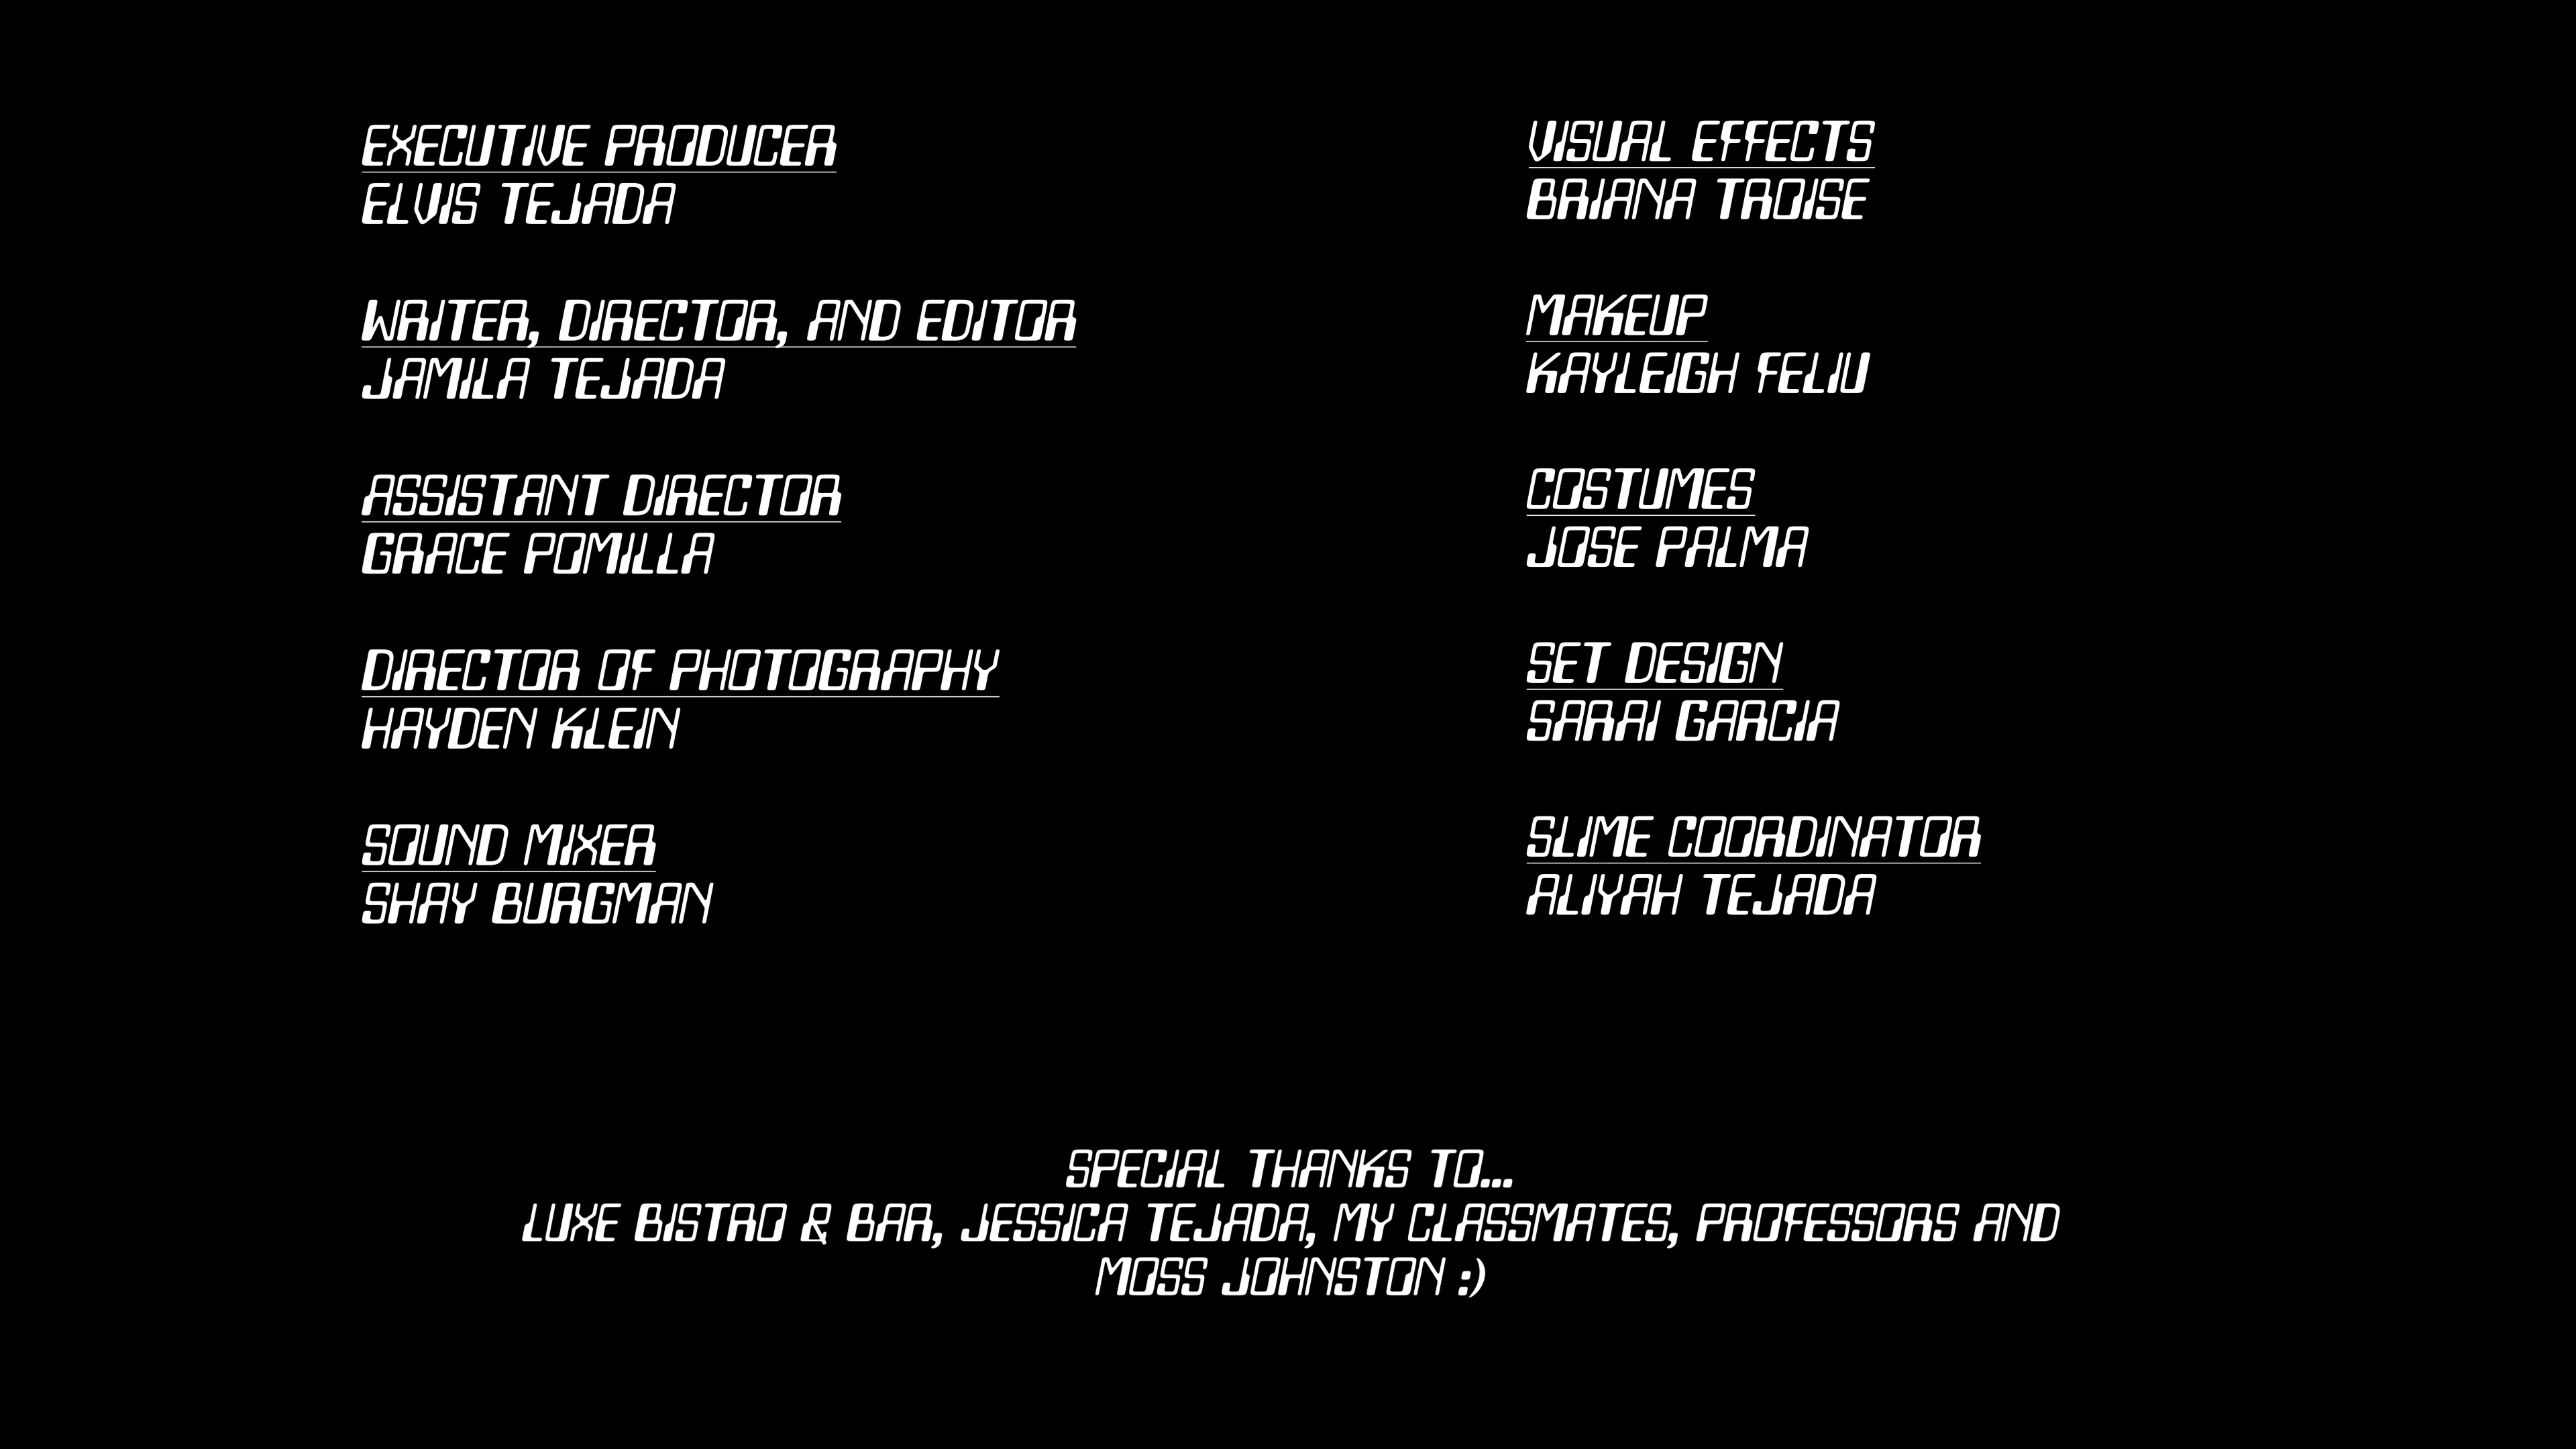 EXECUTIVE PRODUCER
ELVIS TEJADA
WRITER, DIRECTOR, AND EDITOR
JAMILA TEJADA
ASSISTANT DIRECTOR
GRACE POMILLA
DIRECTOR OF PHOTOGRAPHY
HAYDEN KLEIN
SOUND MIXER
SHAY BURGMAN
VISUAL EFFECTS
BRIANA TROISE
MAKEUP
KAYLEIGH FELIU
COSTUMES
JOSE PALMA
SET DESIGN
SARAI GARCIA
SLIME COORDINATOR
ALIYAH TEJADA
SPECIAL THANKS TO...
LUXE BISTRO & BAR, JESSICA TEJADA, MY CLASSMATES, PROFESSORS AND
MOSS JOHNSTON :)